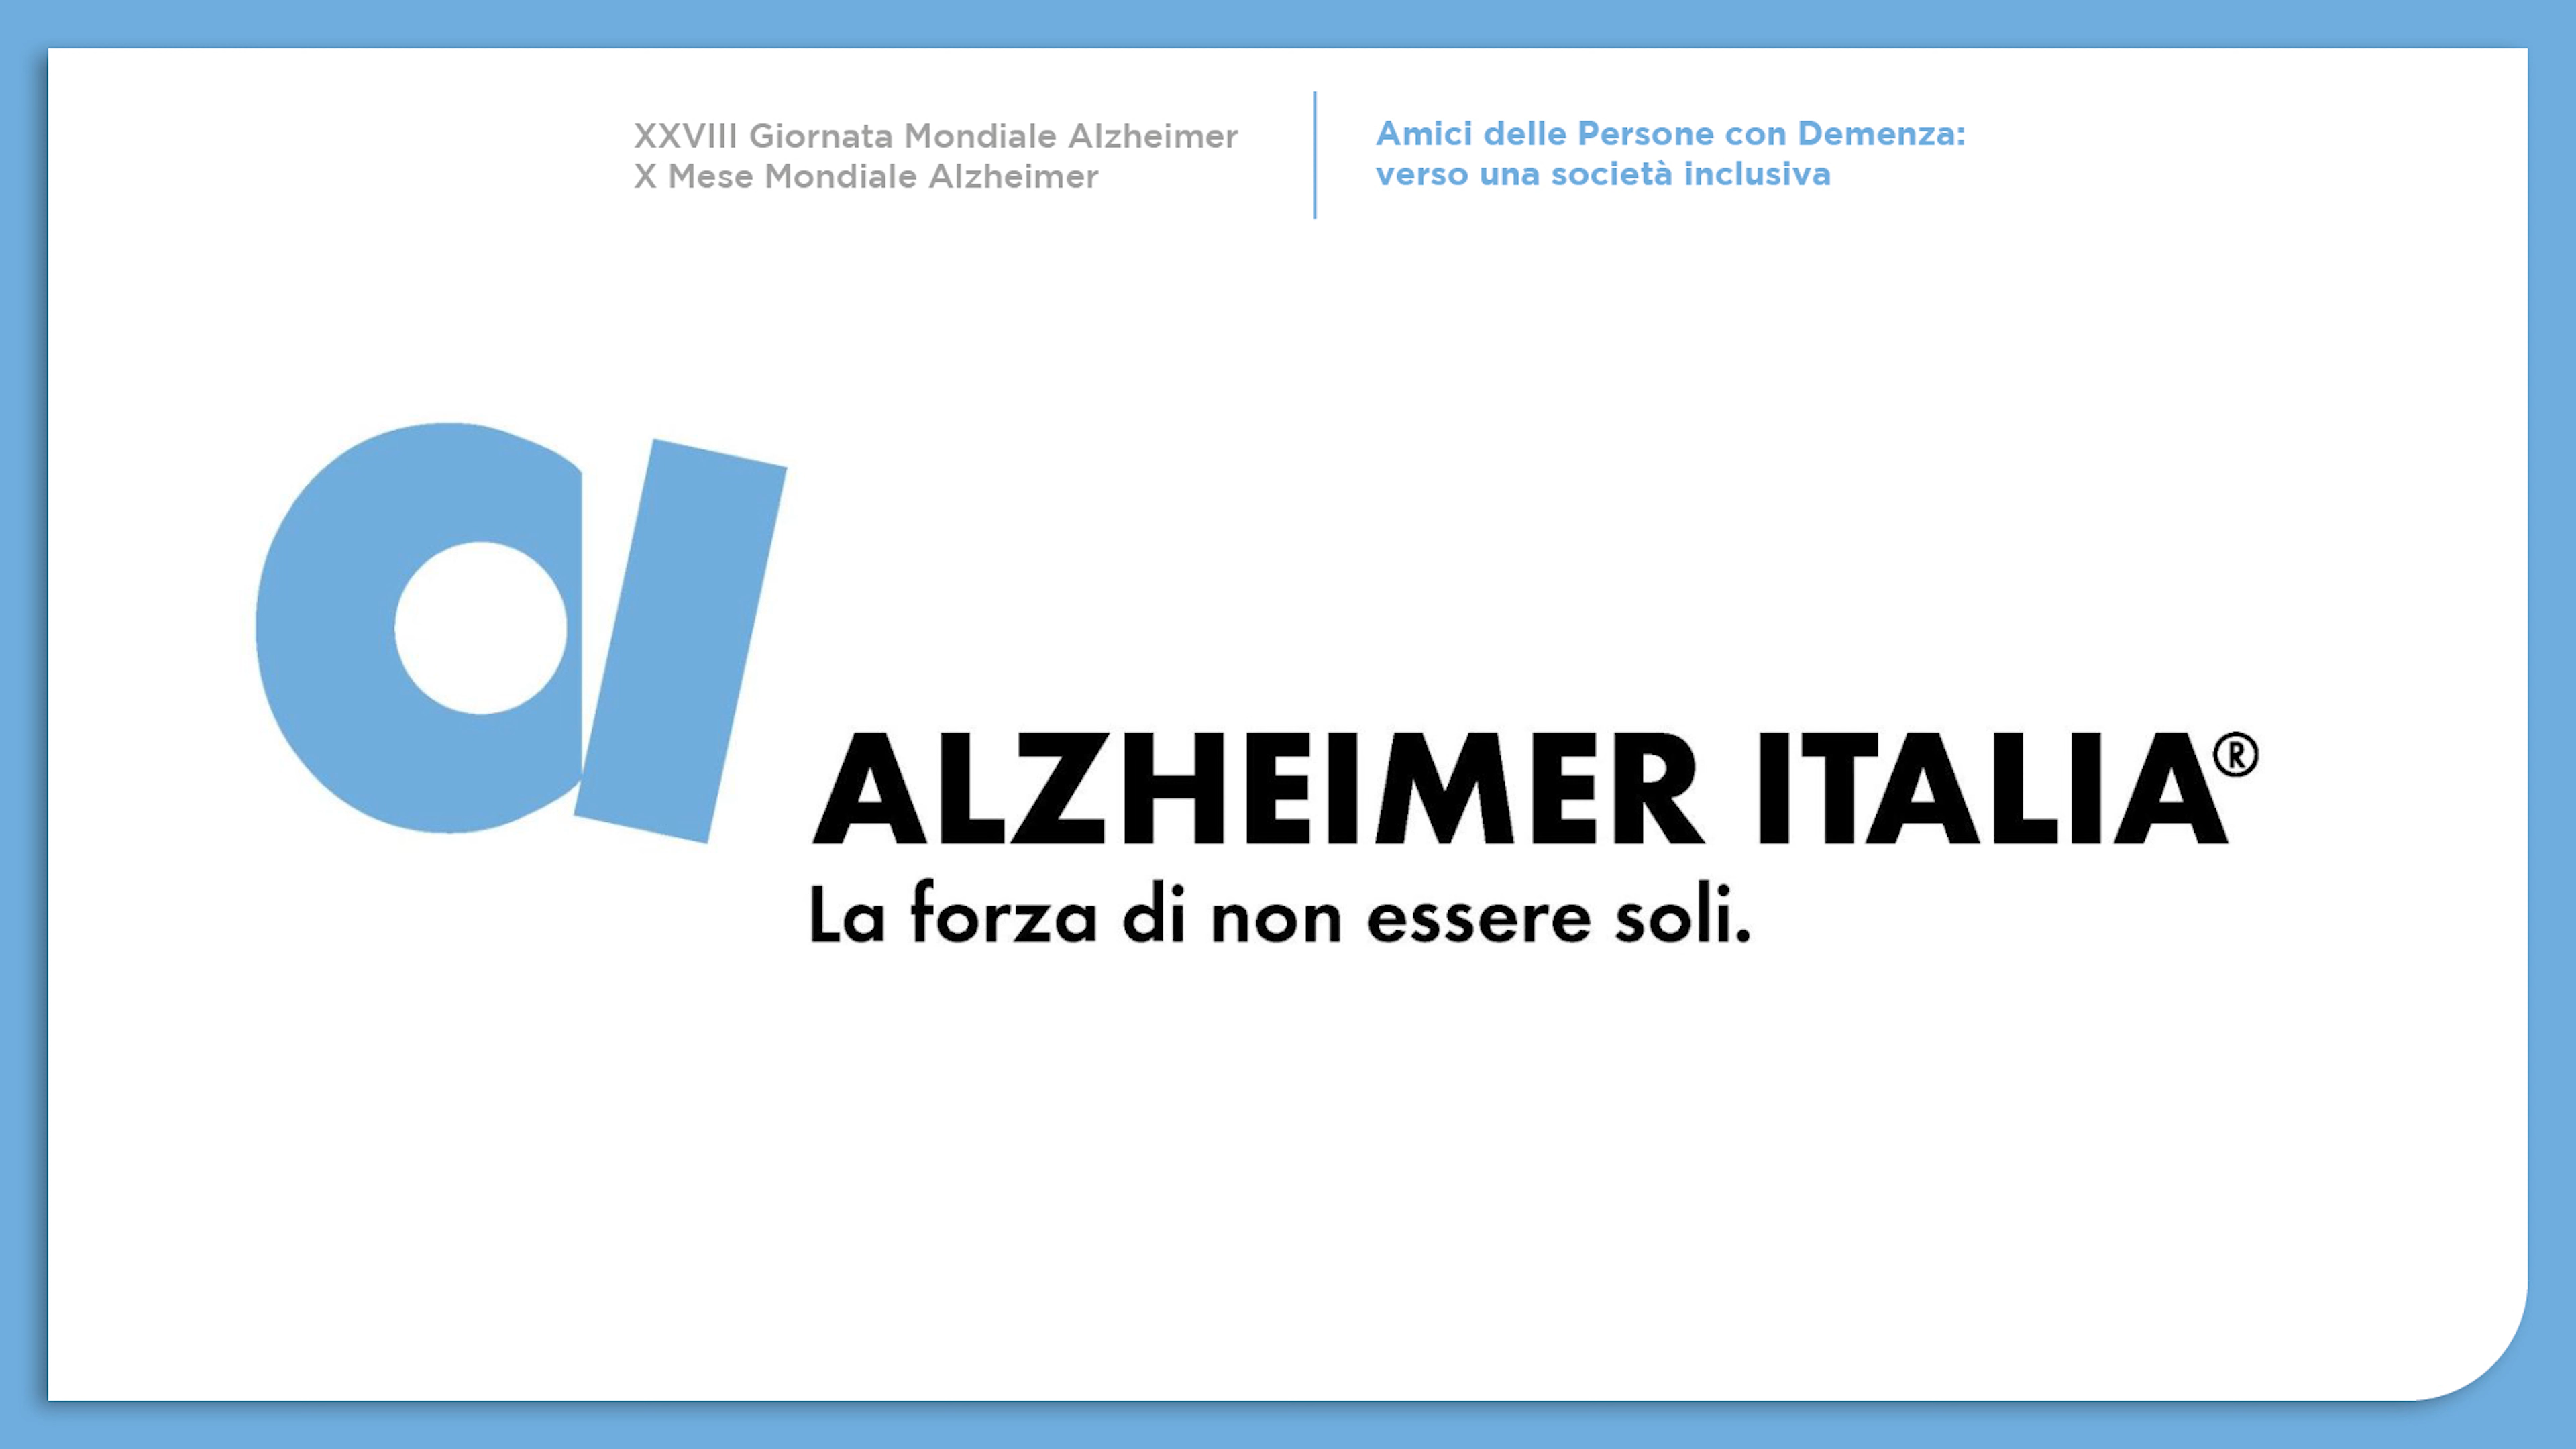 XXVIII Giornata Mondiale Alzheimer
X Mese Mondiale Alzheimer
Amici delle Persone con Demenza:
verso una società inclusiva
al
ALZHEIMER ITALIA®
La forza di non essere soli.